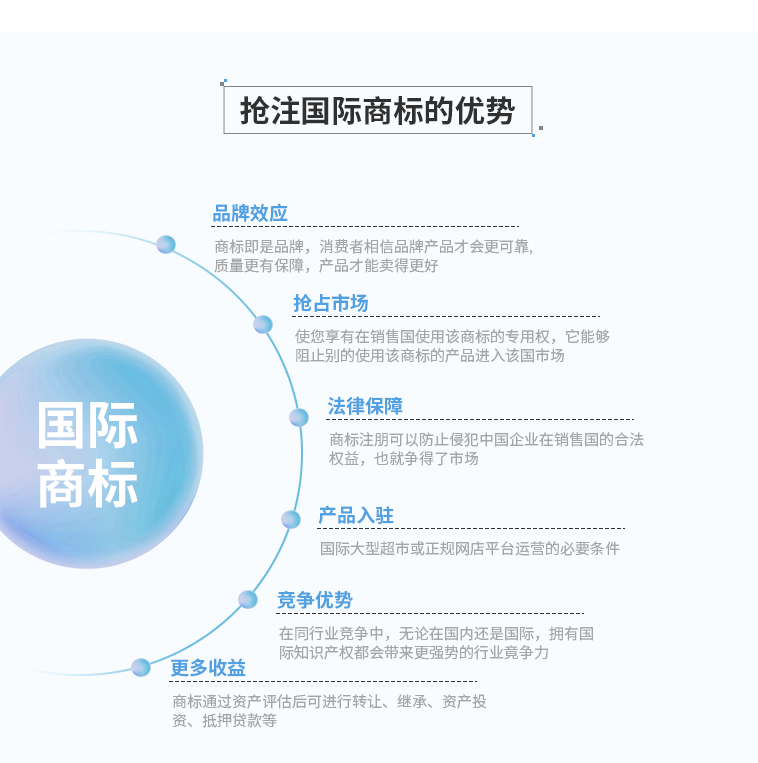 抢注国际商标的优势
品牌效应
商标即是品牌，消费者相信品牌产品才会更可靠,
质量更有保障，产品才能卖得更好
抢占市场
使您享有在销售国使用该商标的专用权，它能够
阻止别的使用该商标的产品进入该国市场
国际
商标
法律保障
商标注册可以防止侵犯中国企业在销售国的合法
权益，也就争得了市场
产品入驻
国际大型超市或正规网店平台运营的必要条件
竞争优势
在同行业竞争中，无论在国内还是国际，拥有国
际知识产权都会带来更强势的行业竟争力
更多收益
商标通过资产评估后可进行转让、继承、资产投
资、抵押贷款等